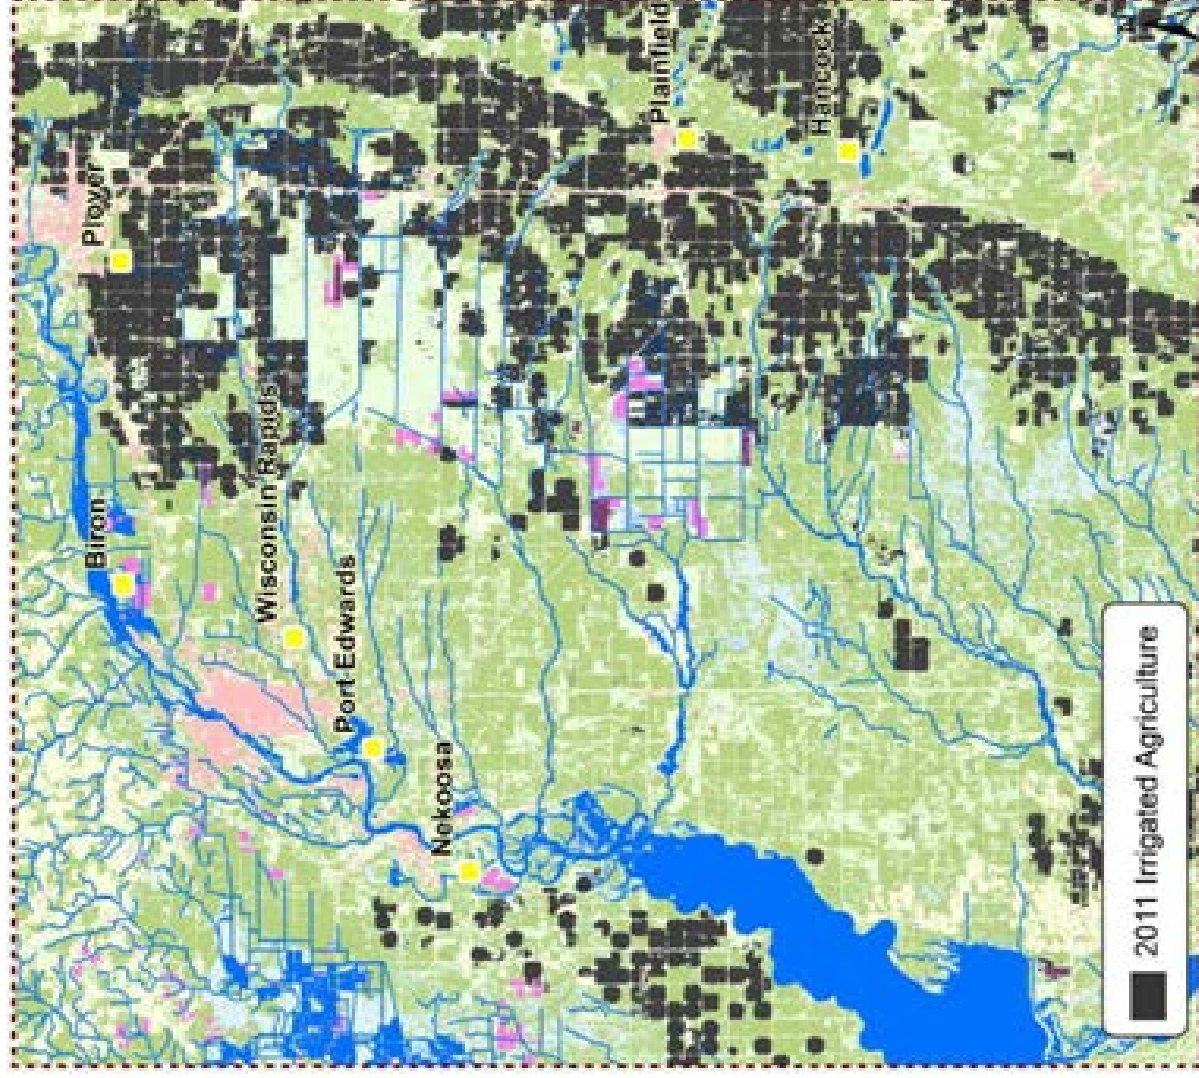 Plover
Biron
Wisconsin Rapids
Port Edwards
Nekoosa
Plainfield
Hancock
2011 Irrigated Agriculture